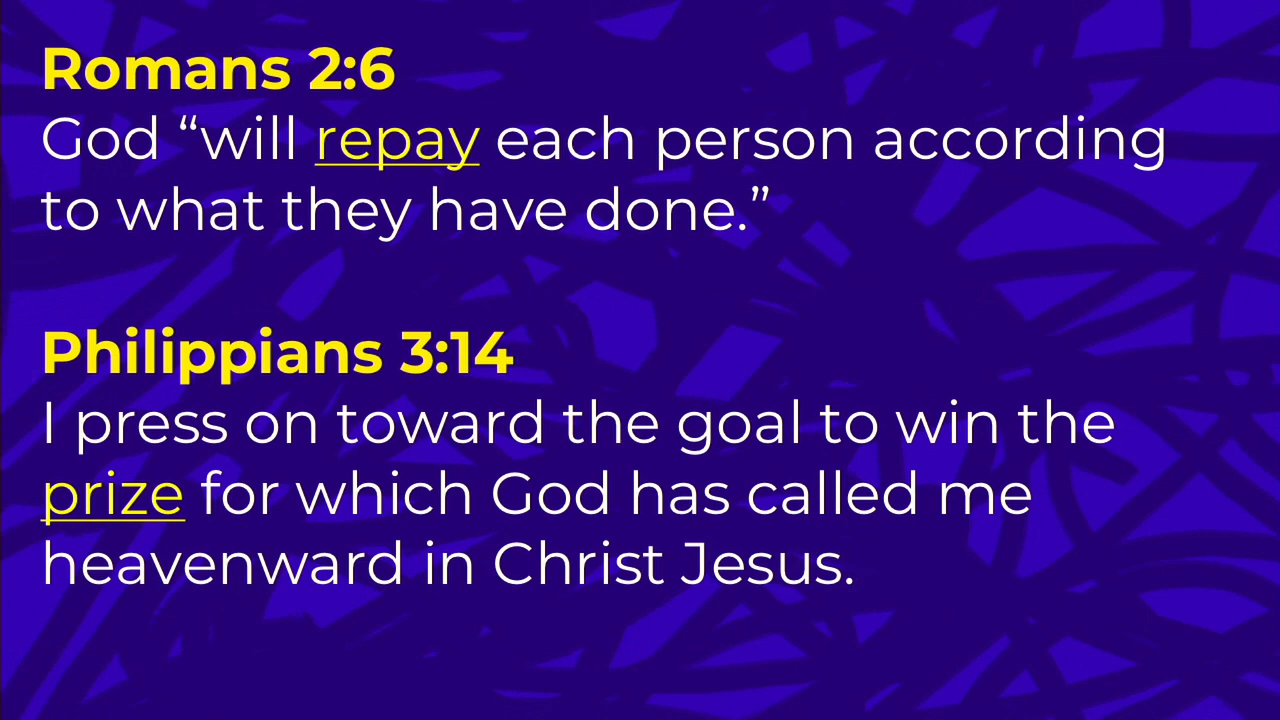 Romans 2:6
God “will repay each person according
to what they have done.”
Philippians 3:14
I press on toward the goal to win the
prize for which God has called me
heavenward in Christ Jesus.